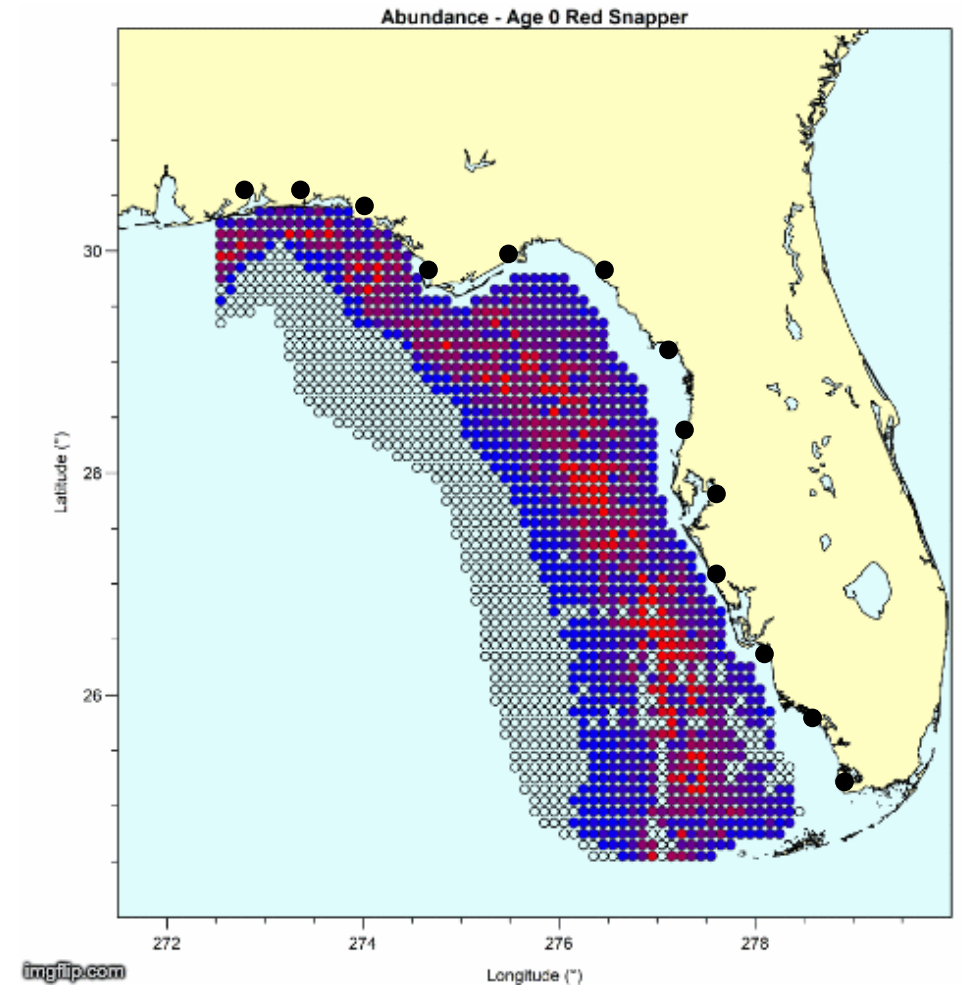 Abundance - Age 0 Red Snapper
30
28
26
Latitude (°)
272
274
276
278
Longitude (°)
imgflip.com